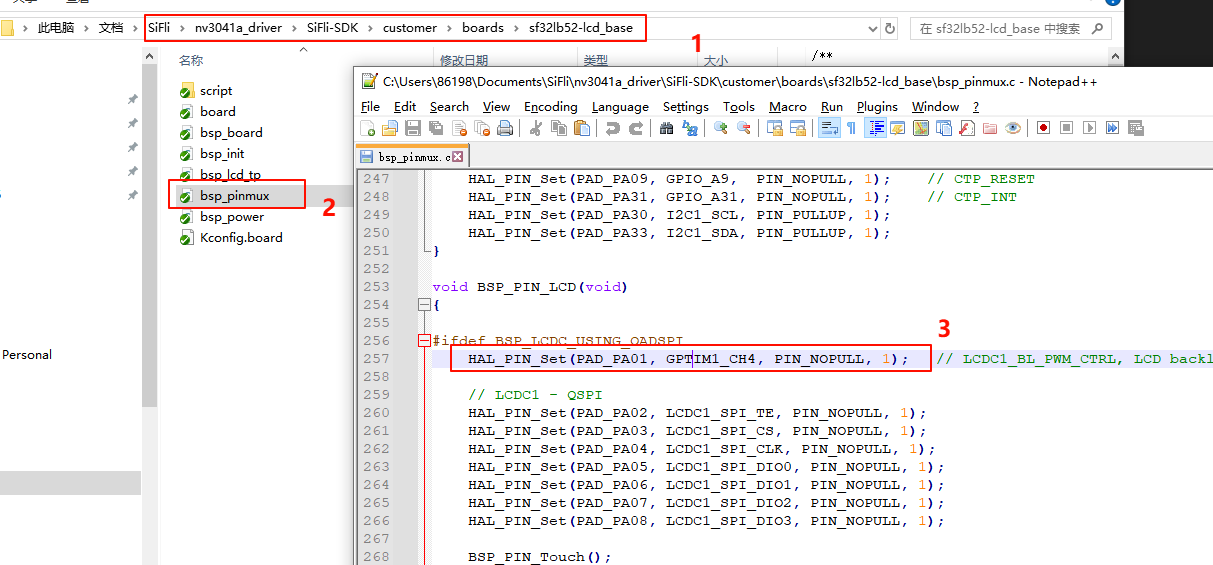 此电脑 › 文档 › SiFli › nv3041a_driver › SiFli-SDK › customer › boards › sf32lb52-lcd_base
在 sf32lb52-lcd_base 中搜索
1
名称
修改日期
类型
大小
/**
script
board
bsp_board
bsp_init
bsp_lcd_tp
bsp_pinmux
bsp_power
Kconfig.board
2
Personal
C:\Users\86198\Documents\SiFli\nv3041a_driver\SiFli-SDK\customer\boards\sf32lb52-lcd_base\bsp_pinmux.c - Notepad++
File Edit Search View Encoding Language Settings Tools Macro Run Plugins Window ?
bsp_pinmux.c
247 HAL_PIN_Set(PAD_PA09, GPIO_A9, PIN_NOPULL, 1); // CTP_RESET
248 HAL_PIN_Set(PAD_PA31, GPIO_A31, PIN_NOPULL, 1); // CTP_INT
249 HAL_PIN_Set(PAD_PA30, I2C1_SCL, PIN_PULLUP, 1);
250 HAL_PIN_Set(PAD_PA33, I2C1_SDA, PIN_PULLUP, 1);
251 }
252
253 void BSP_PIN_LCD(void)
254 {
255
3
256 #ifdef BSP_LCDC_USING_QADSPI
257 HAL_PIN_Set(PAD_PA01, GPTIM1_CH4, PIN_NOPULL, 1); // LCDC1_BL_PWM_CTRL, LCD backl
258
259 // LCDC1 - QSPI
260 HAL_PIN_Set(PAD_PA02, LCDC1_SPI_TE, PIN_NOPULL, 1);
261 HAL_PIN_Set(PAD_PA03, LCDC1_SPI_CS, PIN_NOPULL, 1);
262 HAL_PIN_Set(PAD_PA04, LCDC1_SPI_CLK, PIN_NOPULL, 1);
263 HAL_PIN_Set(PAD_PA05, LCDC1_SPI_DIO0, PIN_NOPULL, 1);
264 HAL_PIN_Set(PAD_PA06, LCDC1_SPI_DIO1, PIN_NOPULL, 1);
265 HAL_PIN_Set(PAD_PA07, LCDC1_SPI_DIO2, PIN_NOPULL, 1);
266 HAL_PIN_Set(PAD_PA08, LCDC1_SPI_DIO3, PIN_NOPULL, 1);
267
268 BSP_PIN_Touch();